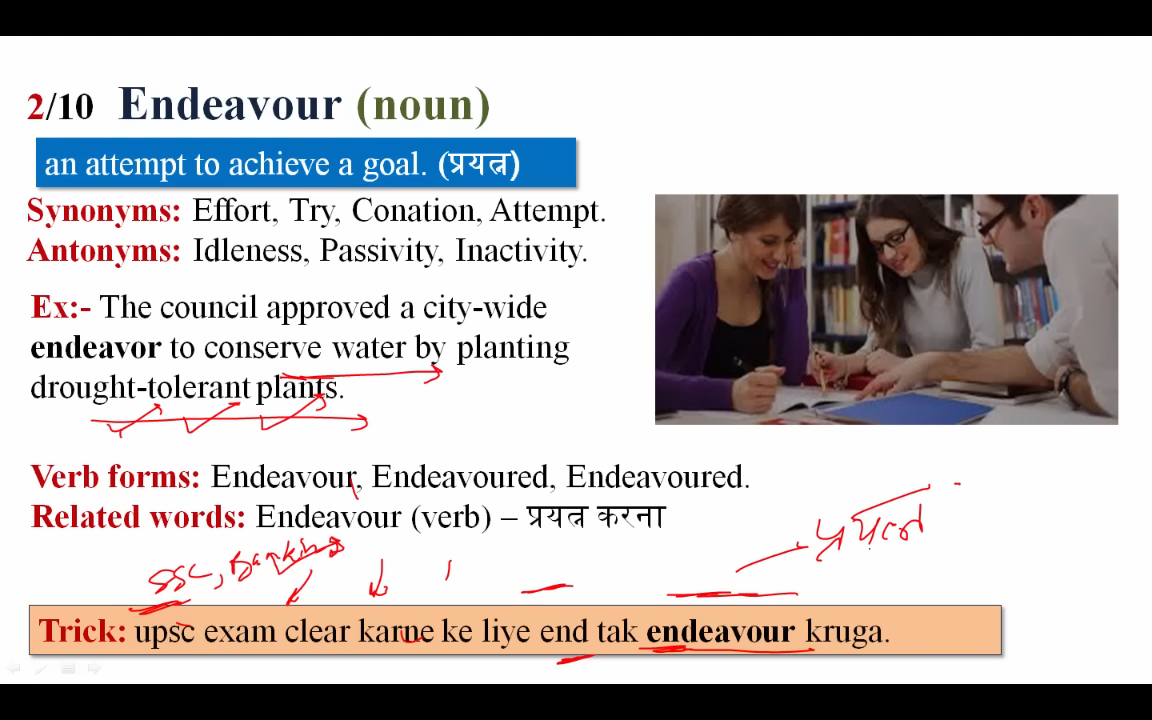 2/10 Endeavour (noun)
an attempt to achieve a goal. (प्रयत्न)
Synonyms: Effort, Try, Conation, Attempt.
Antonyms: Idleness, Passivity, Inactivity.
Ex:- The council approved a city-wide
endeavor to conserve water by planting
drought-tolerant plants.
Verb forms: Endeavour, Endeavoured, Endeavoured.
Related words: Endeavour (verb) – प्रयत्न करना
प्रयत्न
SSC, Banking
Trick: upsc exam clear karne ke liye end tak endeavour kruga.